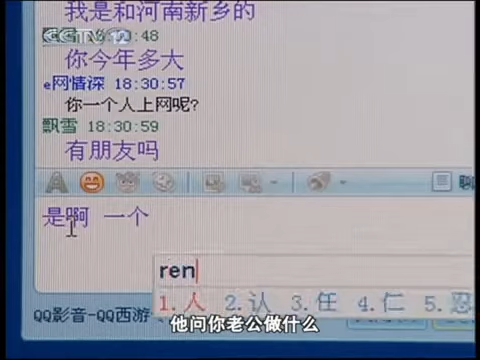 我是和河南新乡的
CCTV 12
飘雪 18:30:48
你今年多大
e网情深 18:30:57
你一个人上网呢?
飘雪 18:30:59
有朋友吗
是啊 一个
ren
1.人 2.认 3.任 4.仁 5.忍
QQ影音-QQ西游
他问你老公做什么